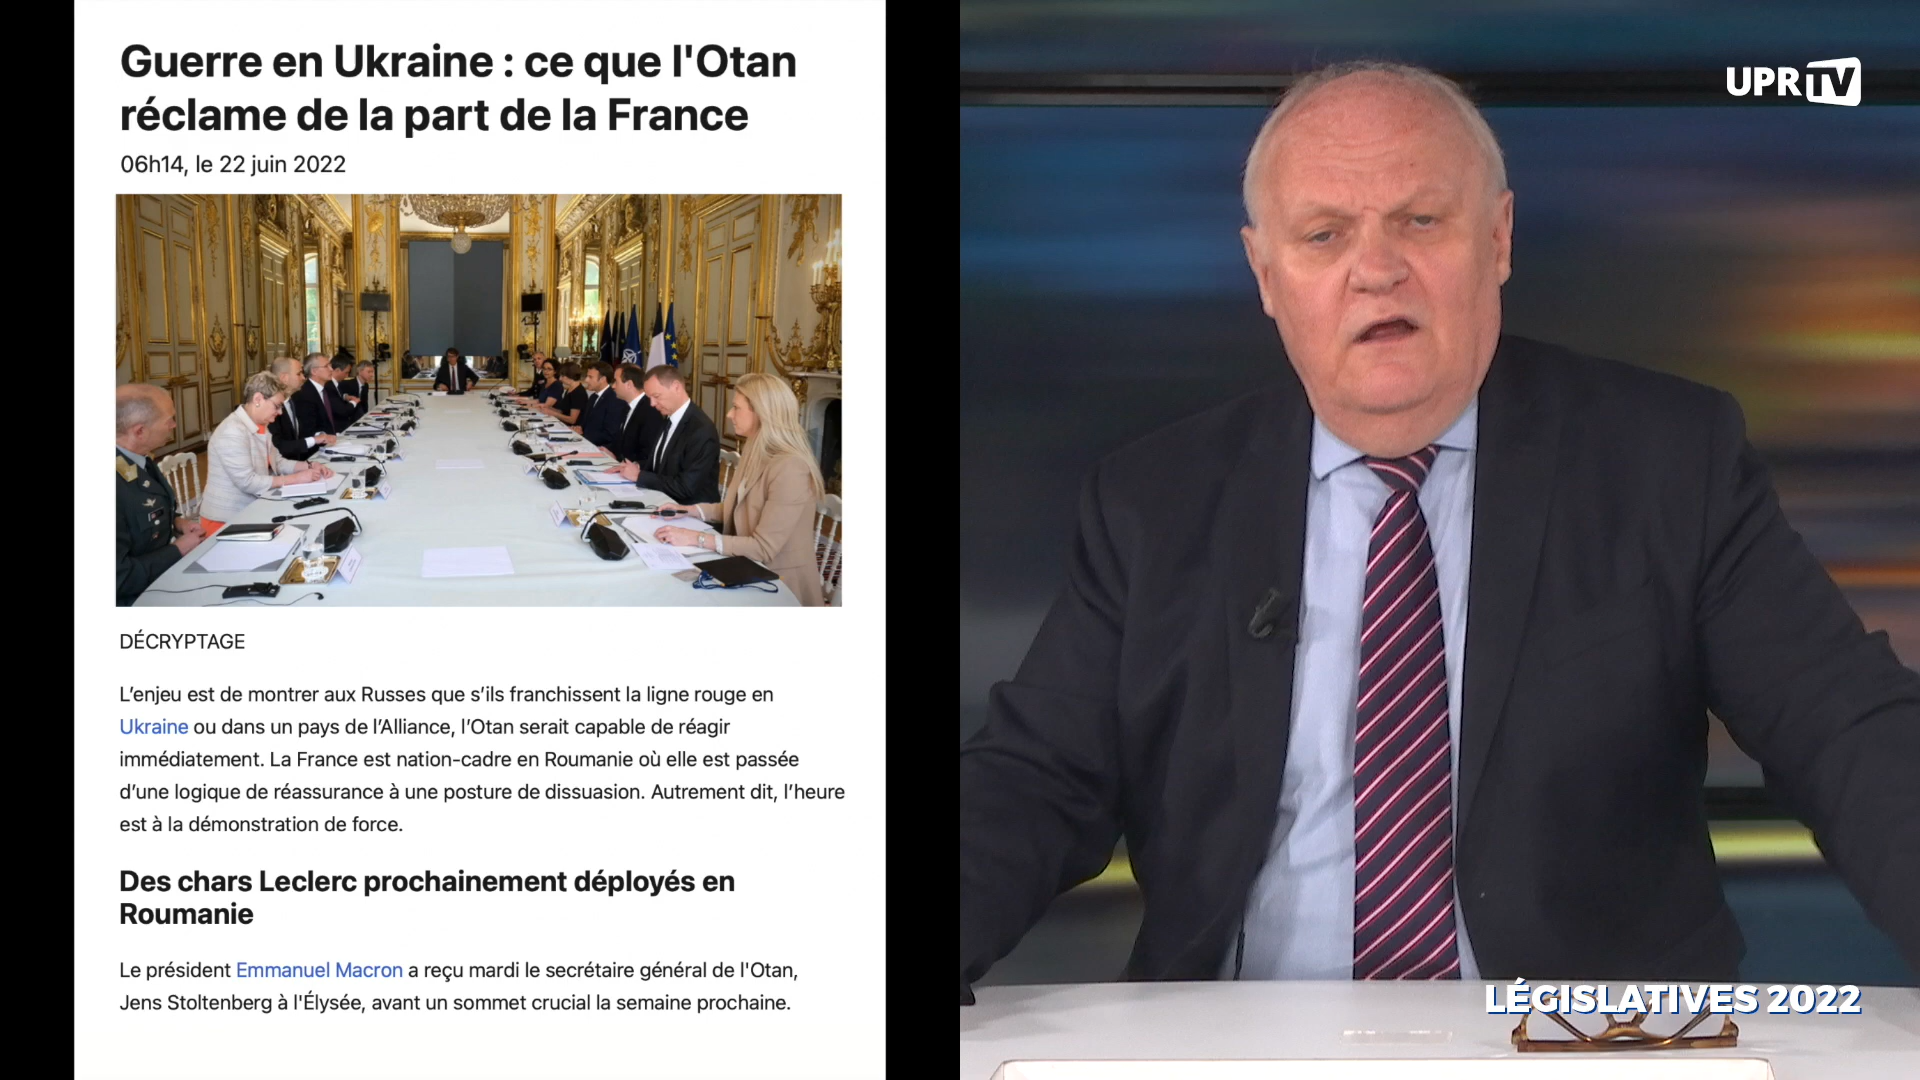 Guerre en Ukraine : ce que l'Otan
réclame de la part de la France
06h14, le 22 juin 2022
DÉCRYPTAGE
L’enjeu est de montrer aux Russes que s’ils franchissent la ligne rouge en
Ukraine ou dans un pays de l’Alliance, l’Otan serait capable de réagir
immédiatement. La France est nation-cadre en Roumanie où elle est passée
d’une logique de réassurance à une posture de dissuasion. Autrement dit, l’heure
est à la démonstration de force.
Des chars Leclerc prochainement déployés en
Roumanie
Le président Emmanuel Macron a reçu mardi le secrétaire général de l'Otan,
Jens Stoltenberg à l'Élysée, avant un sommet crucial la semaine prochaine.
UPR TV
LÉGISLATIVES 2022